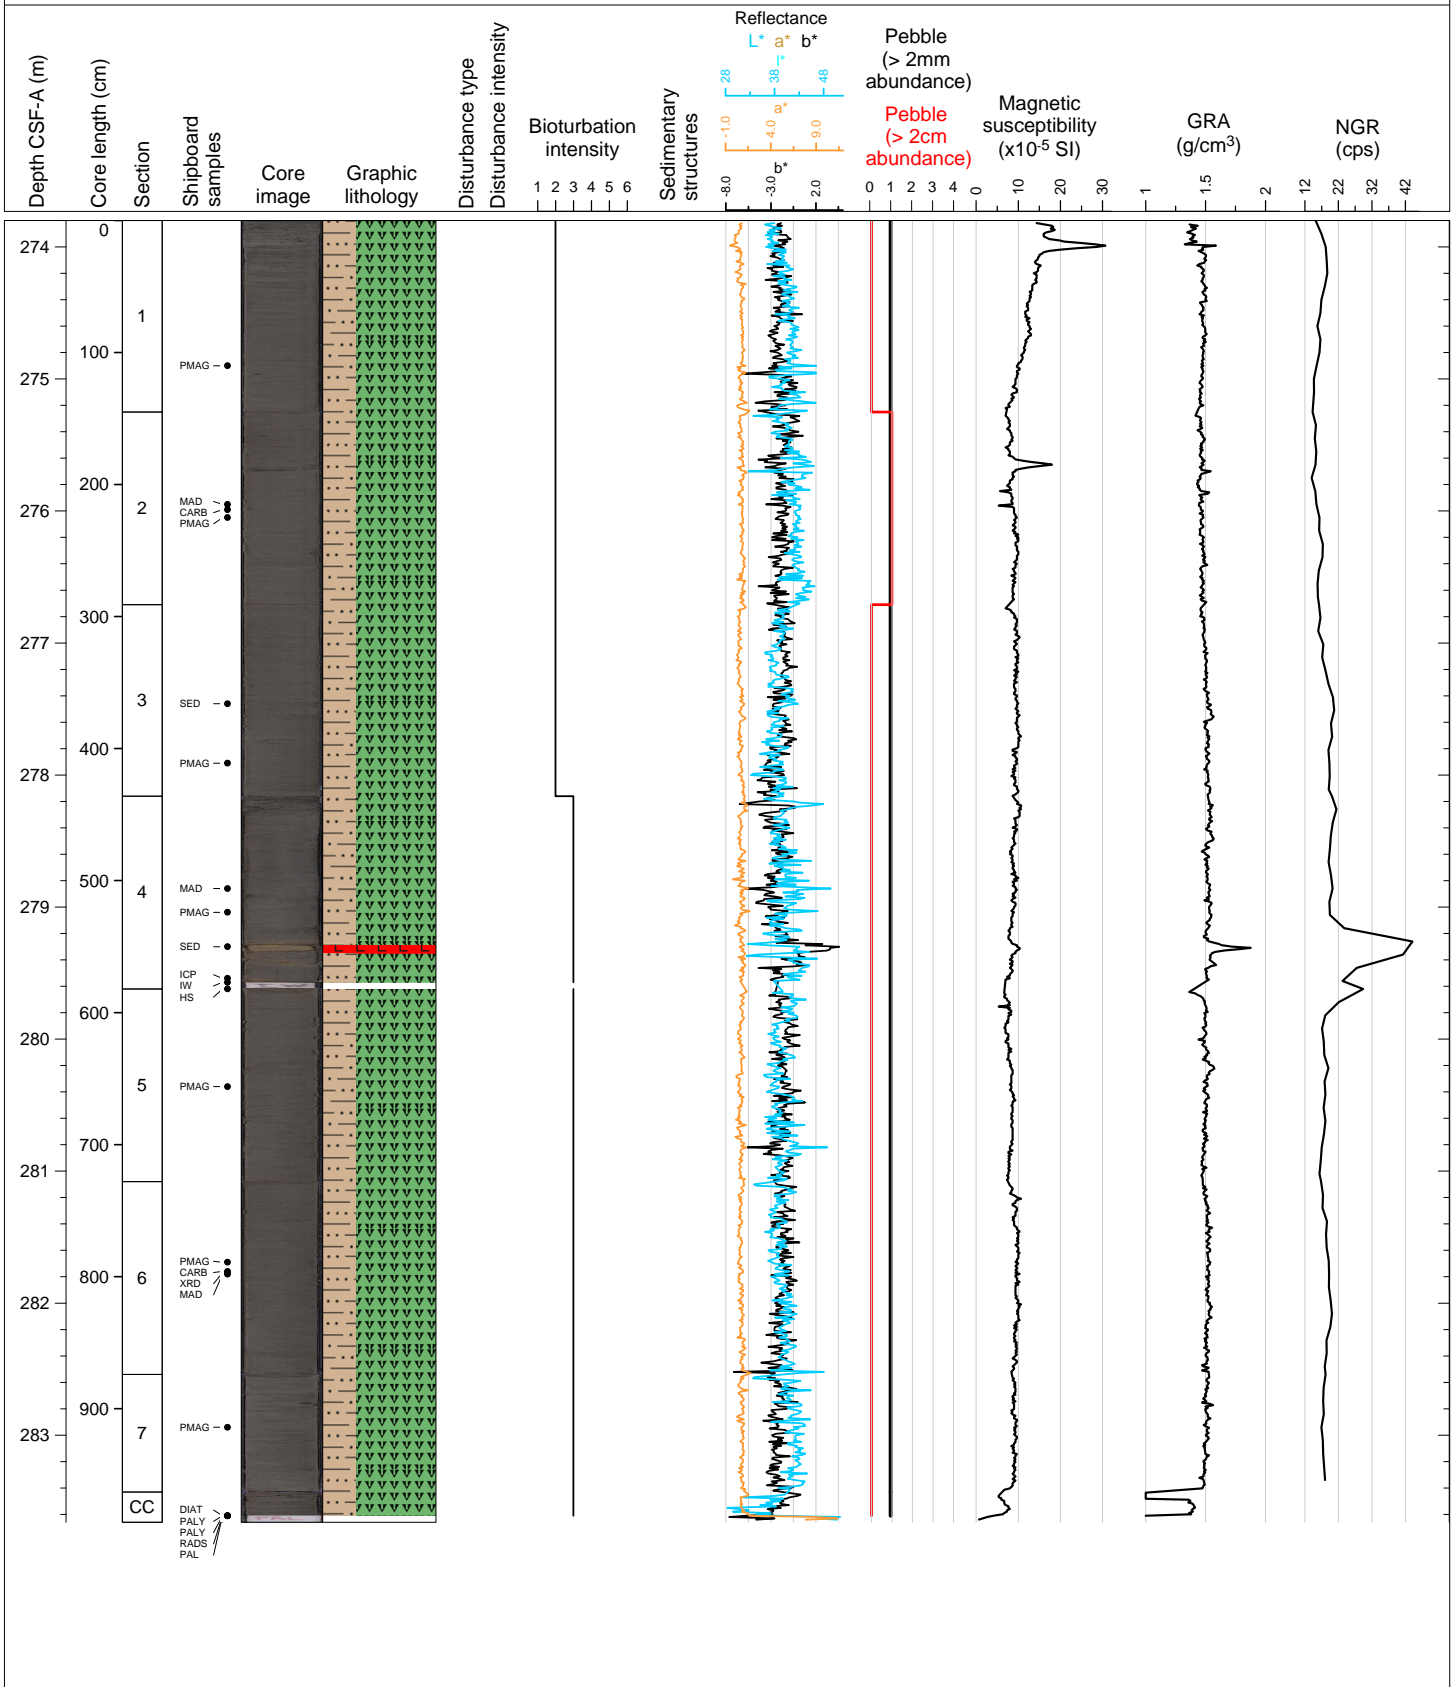 Depth CSF-A (m)
Core length (cm)
Section
Shipboard
samples
Core
image
Graphic
lithology
Disturbance type
Disturbance intensity
Bioturbation
intensity
1 2 3 4 5 6
Sedimentary
structures
Reflectance
L* a* b*
L*
28 38 48
a*
-1.0 4.0 9.0
b*
-8.0 -3.0 2.0
Pebble
(> 2mm
abundance)
Pebble
(> 2cm
abundance)
0 1 2 3 4
Magnetic
susceptibility
(x10-5 SI)
0 10 20 30
GRA
(g/cm3)
1 1.5 2
NGR
(cps)
12 22 32 42
0
274
1
100
PMAG
275
200
MAD
2
CARB
276
PMAG
300
277
3
SED
400
PMAG
278
500
4
MAD
279
PMAG
SED
ICP
IW
HS
600
280
5
PMAG
700
281
PMAG
800
6
CARB
XRD
MAD
282
900
PMAG
7
283
CC
DIAT
PALY
PALY
RADS
PAL